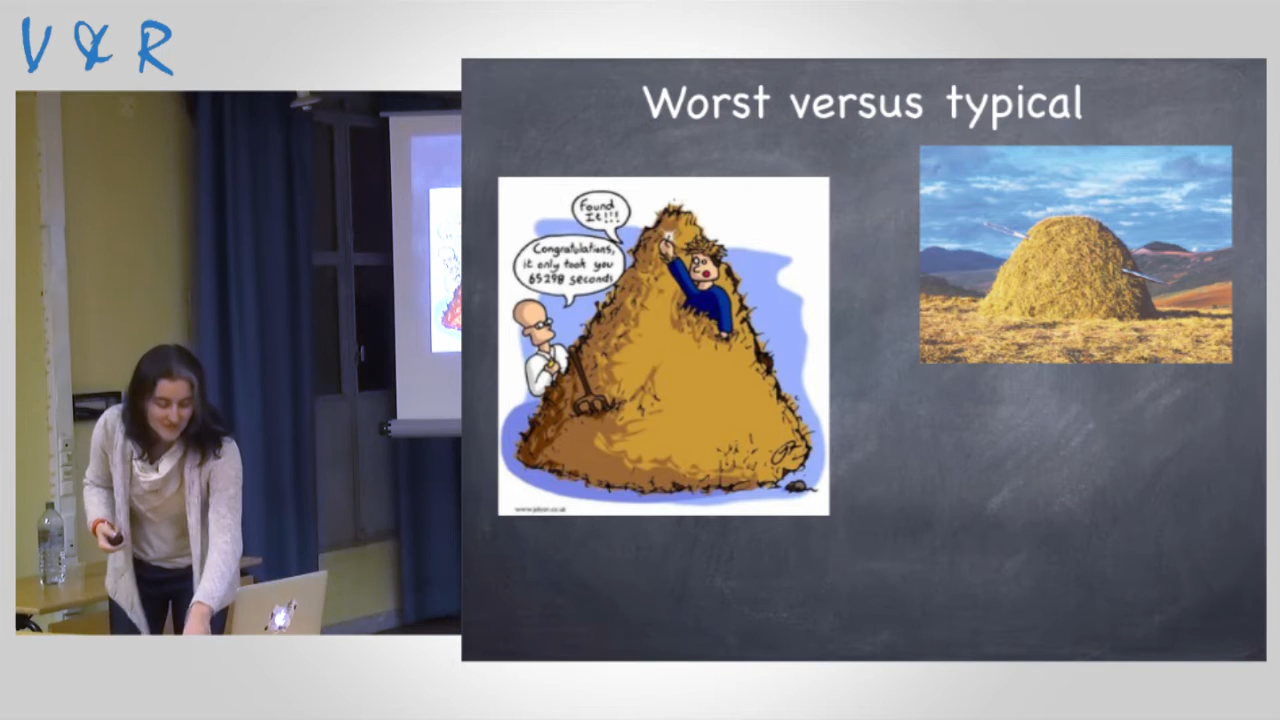 V & R
Worst versus typical
Found
It!!!
Congratulations,
it only took you
65298 seconds